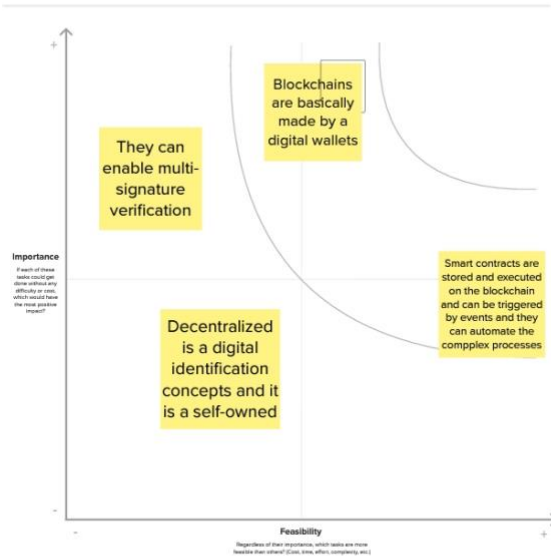 +
Blockchains
are basically
made by a
digital wallets
They can
enable multi-
signature
verification
Importance
If each of these
tasks could get
done without any
difficulty or cost,
which would have
the most positive
impact?
Smart contracts are
stored and executed
on the blockchain
and can be triggered
by events and they
can automate the
compplex processes
Decentralized
is a digital
identification
concepts and it
is a self-owned
-
-
Feasibility
+
Regardless of their importance, which tasks are more
feasible than others? (Cost, time, effort, complexity, etc.)